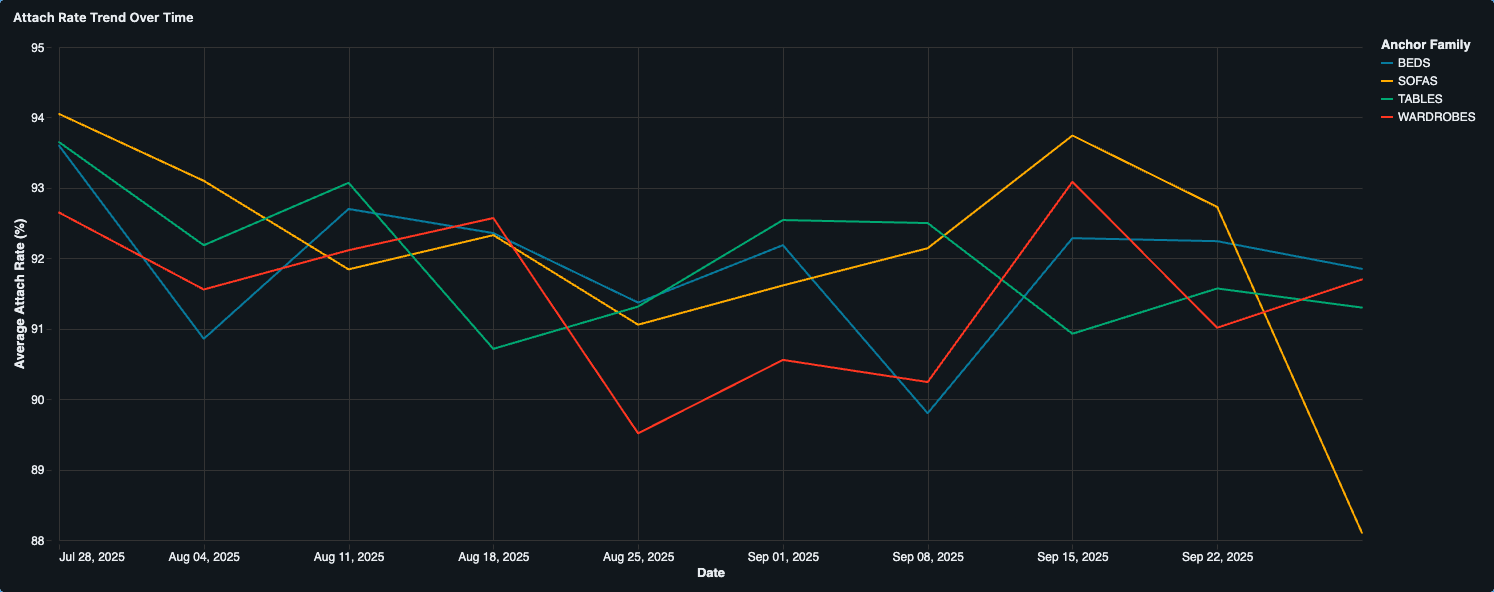 Attach Rate Trend Over Time
Anchor Family
BEDS
SOFAS
TABLES
WARDROBES
Average Attach Rate (%)
95
94
93
92
91
90
89
88
Jul 28, 2025
Aug 04, 2025
Aug 11, 2025
Aug 18, 2025
Aug 25, 2025
Sep 01, 2025
Sep 08, 2025
Sep 15, 2025
Sep 22, 2025
Date